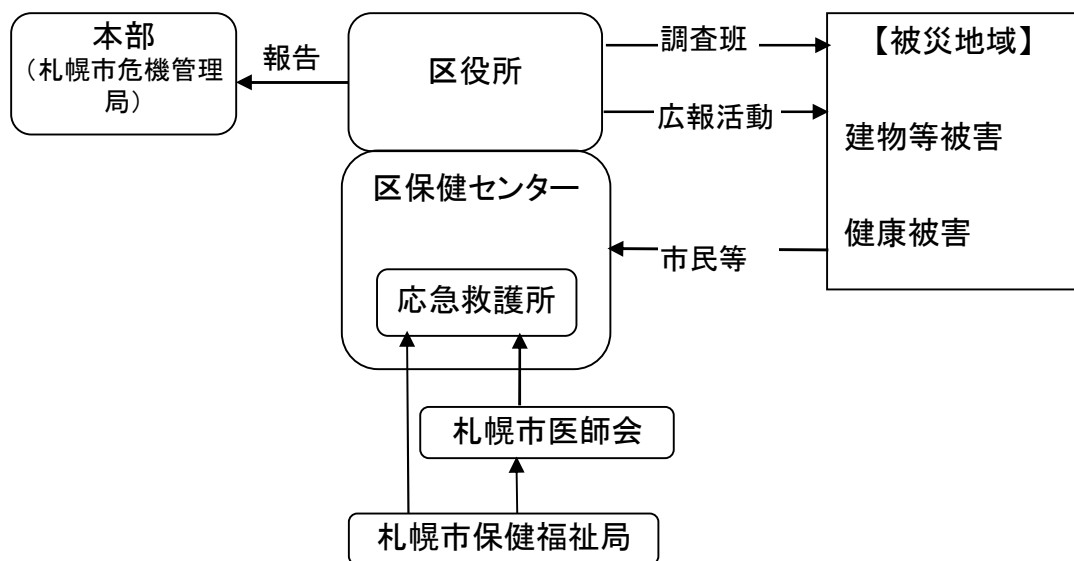 本部
（札幌市危機管理
局）
報告
区役所
調査班
広報活動
【被災地域】
建物等被害
健康被害
区保健センター
市民等
応急救護所
札幌市医師会
札幌市保健福祉局